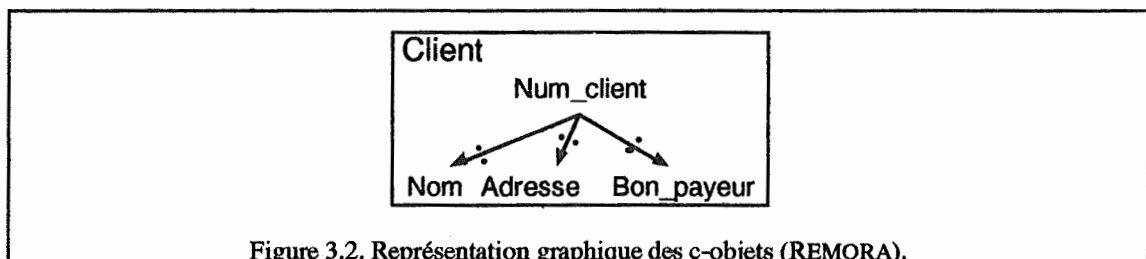 Client
Num_client
Nom Adresse Bon_payeur
Figure 3.2. Représentation graphique des c-objets (REMORA).